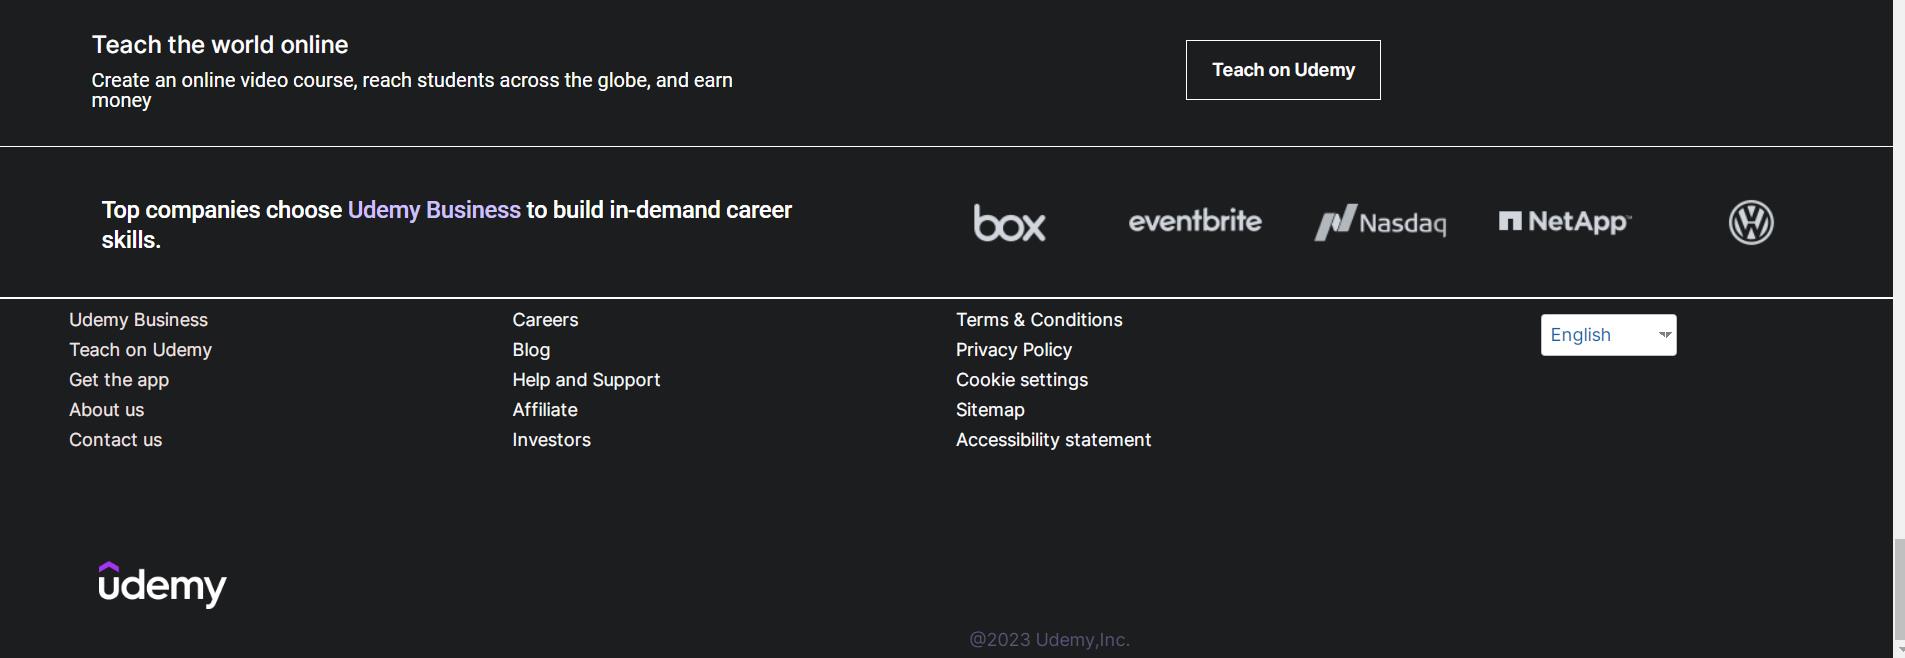 Teach the world online
Create an online video course, reach students across the globe, and earn
money
Teach on Udemy
Top companies choose Udemy Business to build in-demand career
skills.
box
eventbrite
Nasdaq
NetApp™
Udemy Business
Teach on Udemy
Get the app
About us
Contact us
Careers
Blog
Help and Support
Affiliate
Investors
Terms & Conditions
Privacy Policy
Cookie settings
Sitemap
Accessibility statement
English
udemy
@2023 Udemy,Inc.